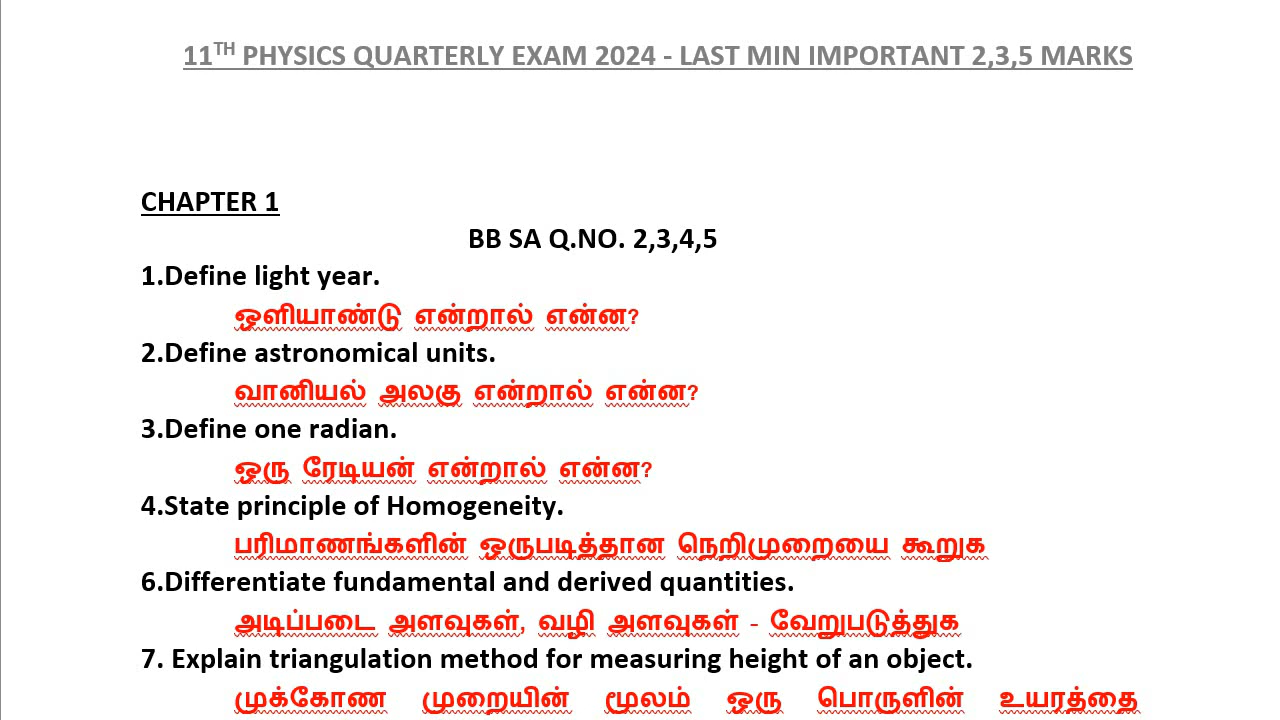 11TH PHYSICS QUARTERLY EXAM 2024 - LAST MIN IMPORTANT 2,3,5 MARKS
CHAPTER 1
BB SA Q.NO. 2,3,4,5
1.Define light year.
ஒளியாண்டு என்றால் என்ன?
2.Define astronomical units.
வானியல் அலகு என்றால் என்ன?
3.Define one radian.
ஒரு ரேடியன் என்றால் என்ன?
4.State principle of Homogeneity.
பரிமாணங்களின் ஒருபடித்தான நெறிமுறையை கூறுக
6.Differentiate fundamental and derived quantities.
அடிப்படை அளவுகள், வழி அளவுகள் - வேறுபடுத்துக
7. Explain triangulation method for measuring height of an object.
முக்கோண முறையின் மூலம் ஒரு பொருளின் உயரத்தை